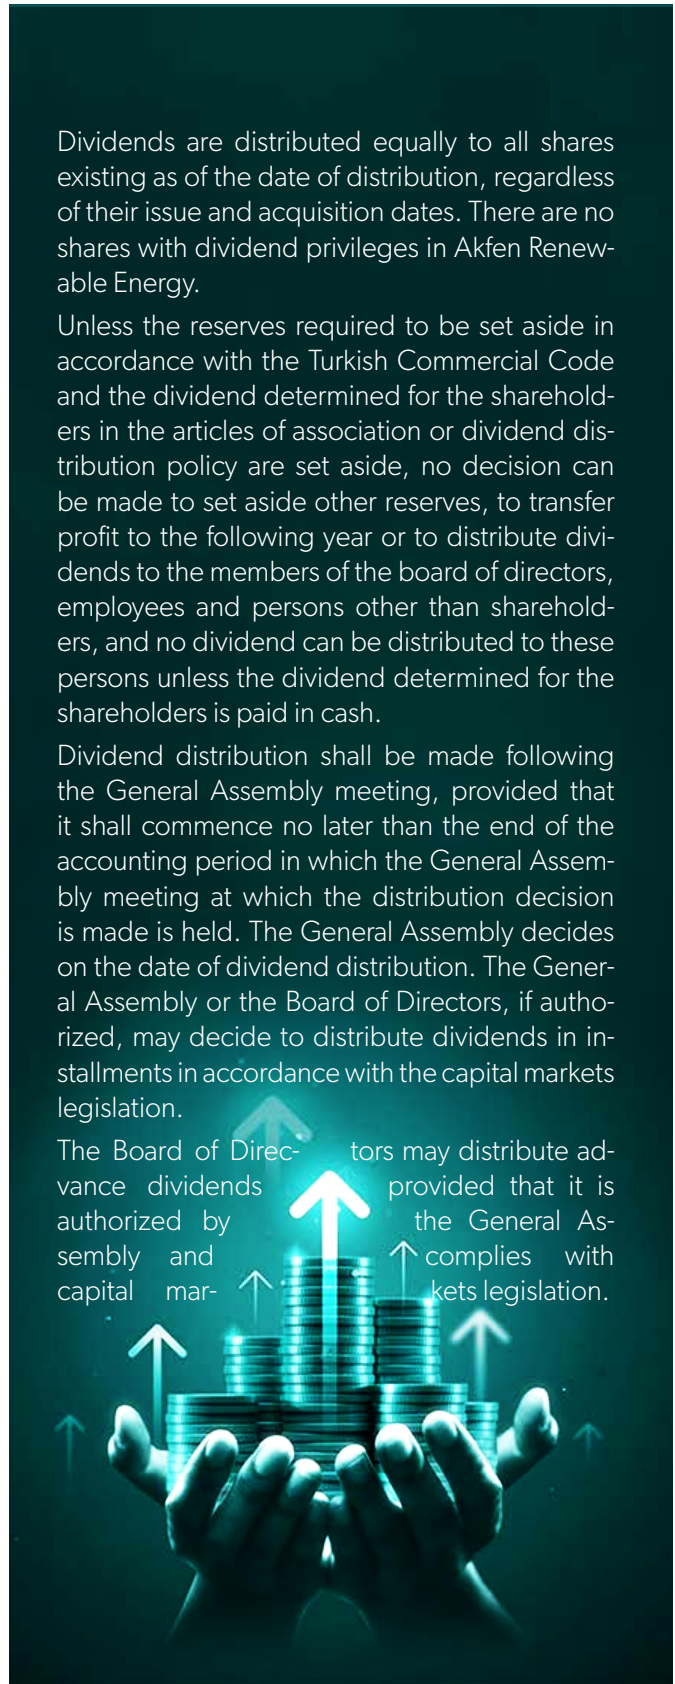 Dividends are distributed equally to all shares
existing as of the date of distribution, regardless
of their issue and acquisition dates. There are no
shares with dividend privileges in Akfen Renew-
able Energy.
Unless the reserves required to be set aside in
accordance with the Turkish Commercial Code
and the dividend determined for the sharehold-
ers in the articles of association or dividend dis-
tribution policy are set aside, no decision can
be made to set aside other reserves, to transfer
profit to the following year or to distribute divi-
dends to the members of the board of directors,
employees and persons other than sharehold-
ers, and no dividend can be distributed to these
persons unless the dividend determined for the
shareholders is paid in cash.
Dividend distribution shall be made following
the General Assembly meeting, provided that
it shall commence no later than the end of the
accounting period in which the General Assem-
bly meeting at which the distribution decision
is made is held. The General Assembly decides
on the date of dividend distribution. The Gener-
al Assembly or the Board of Directors, if autho-
rized, may decide to distribute dividends in in-
stallments in accordance with the capital markets
legislation.
The Board of Direc- tors may distribute ad-
vance dividends provided that it is
authorized by the General As-
sembly and complies with
capital mar- kets legislation.